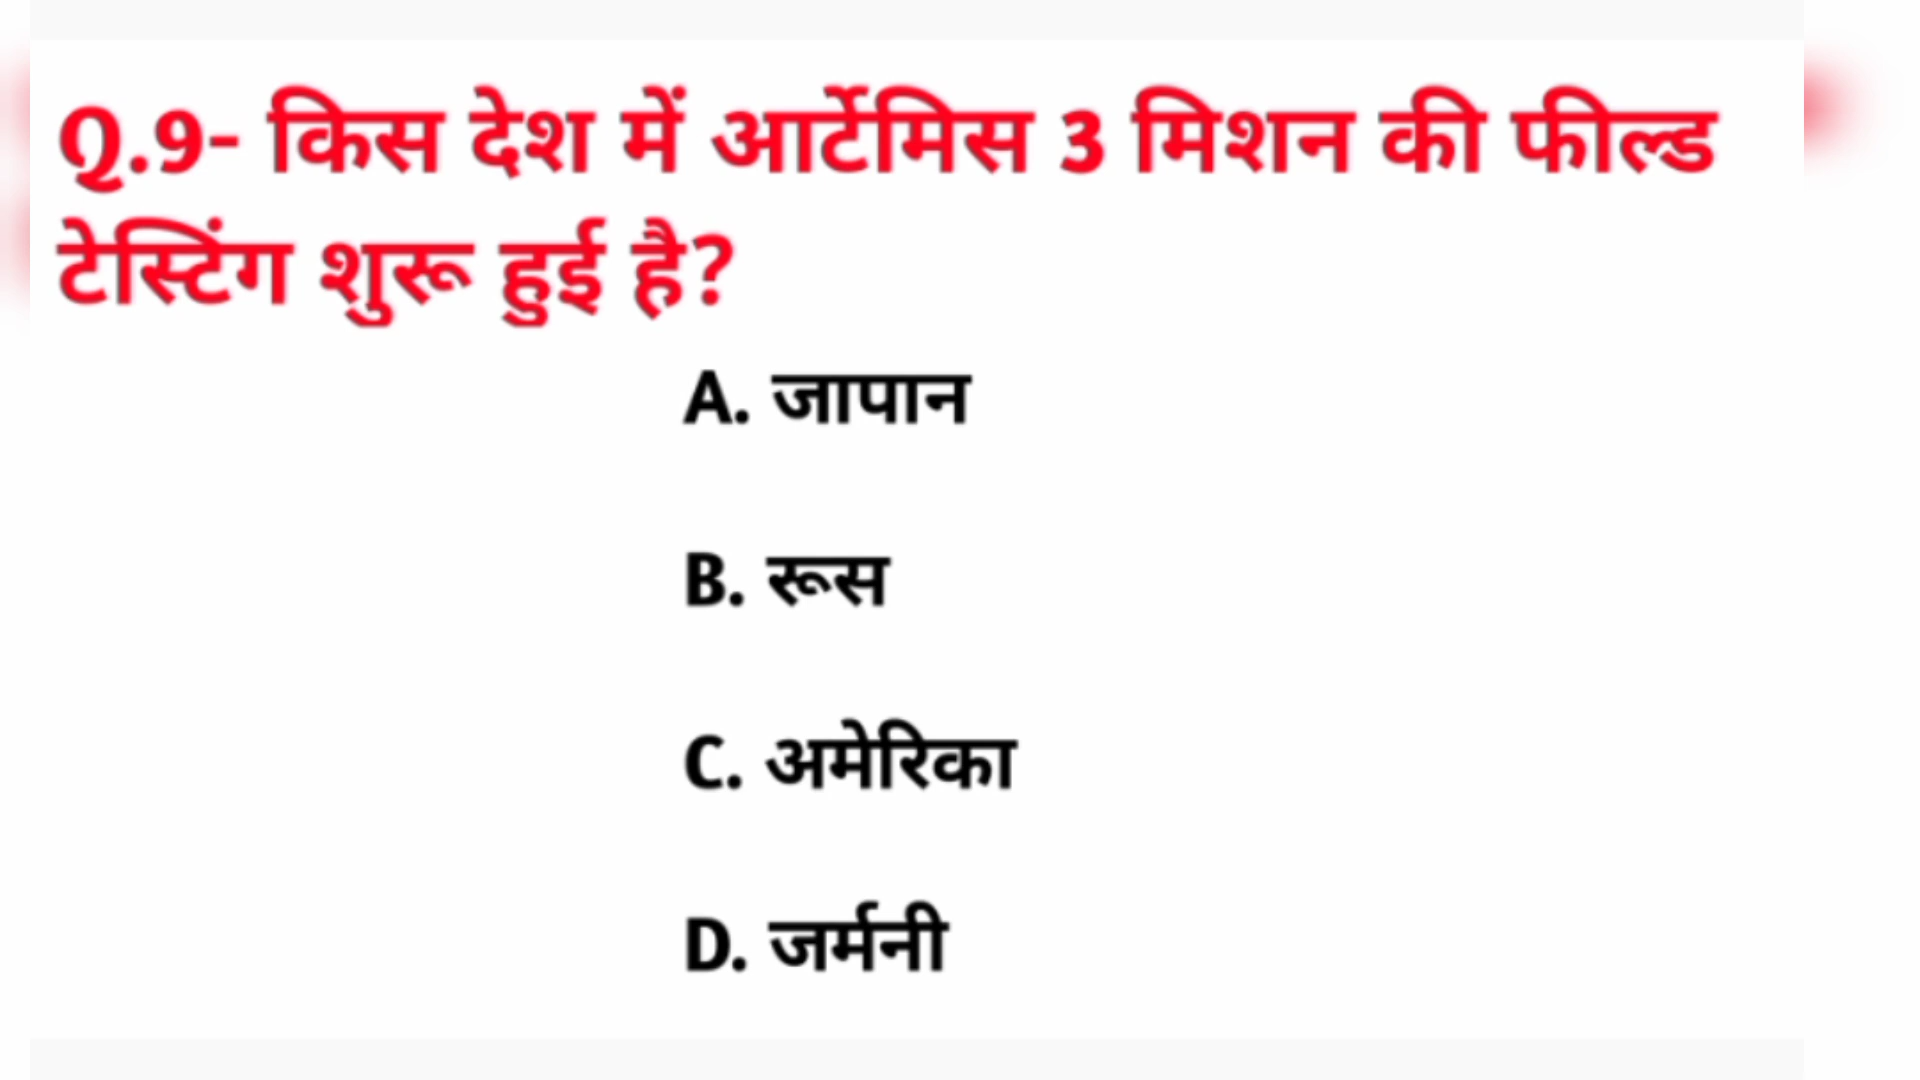 Q.9- किस देश में आर्टेमिस 3 मिशन की फील्ड
टेस्टिंग शुरू हुई है?
A. जापान
B. रूस
C. अमेरिका
D. जर्मनी